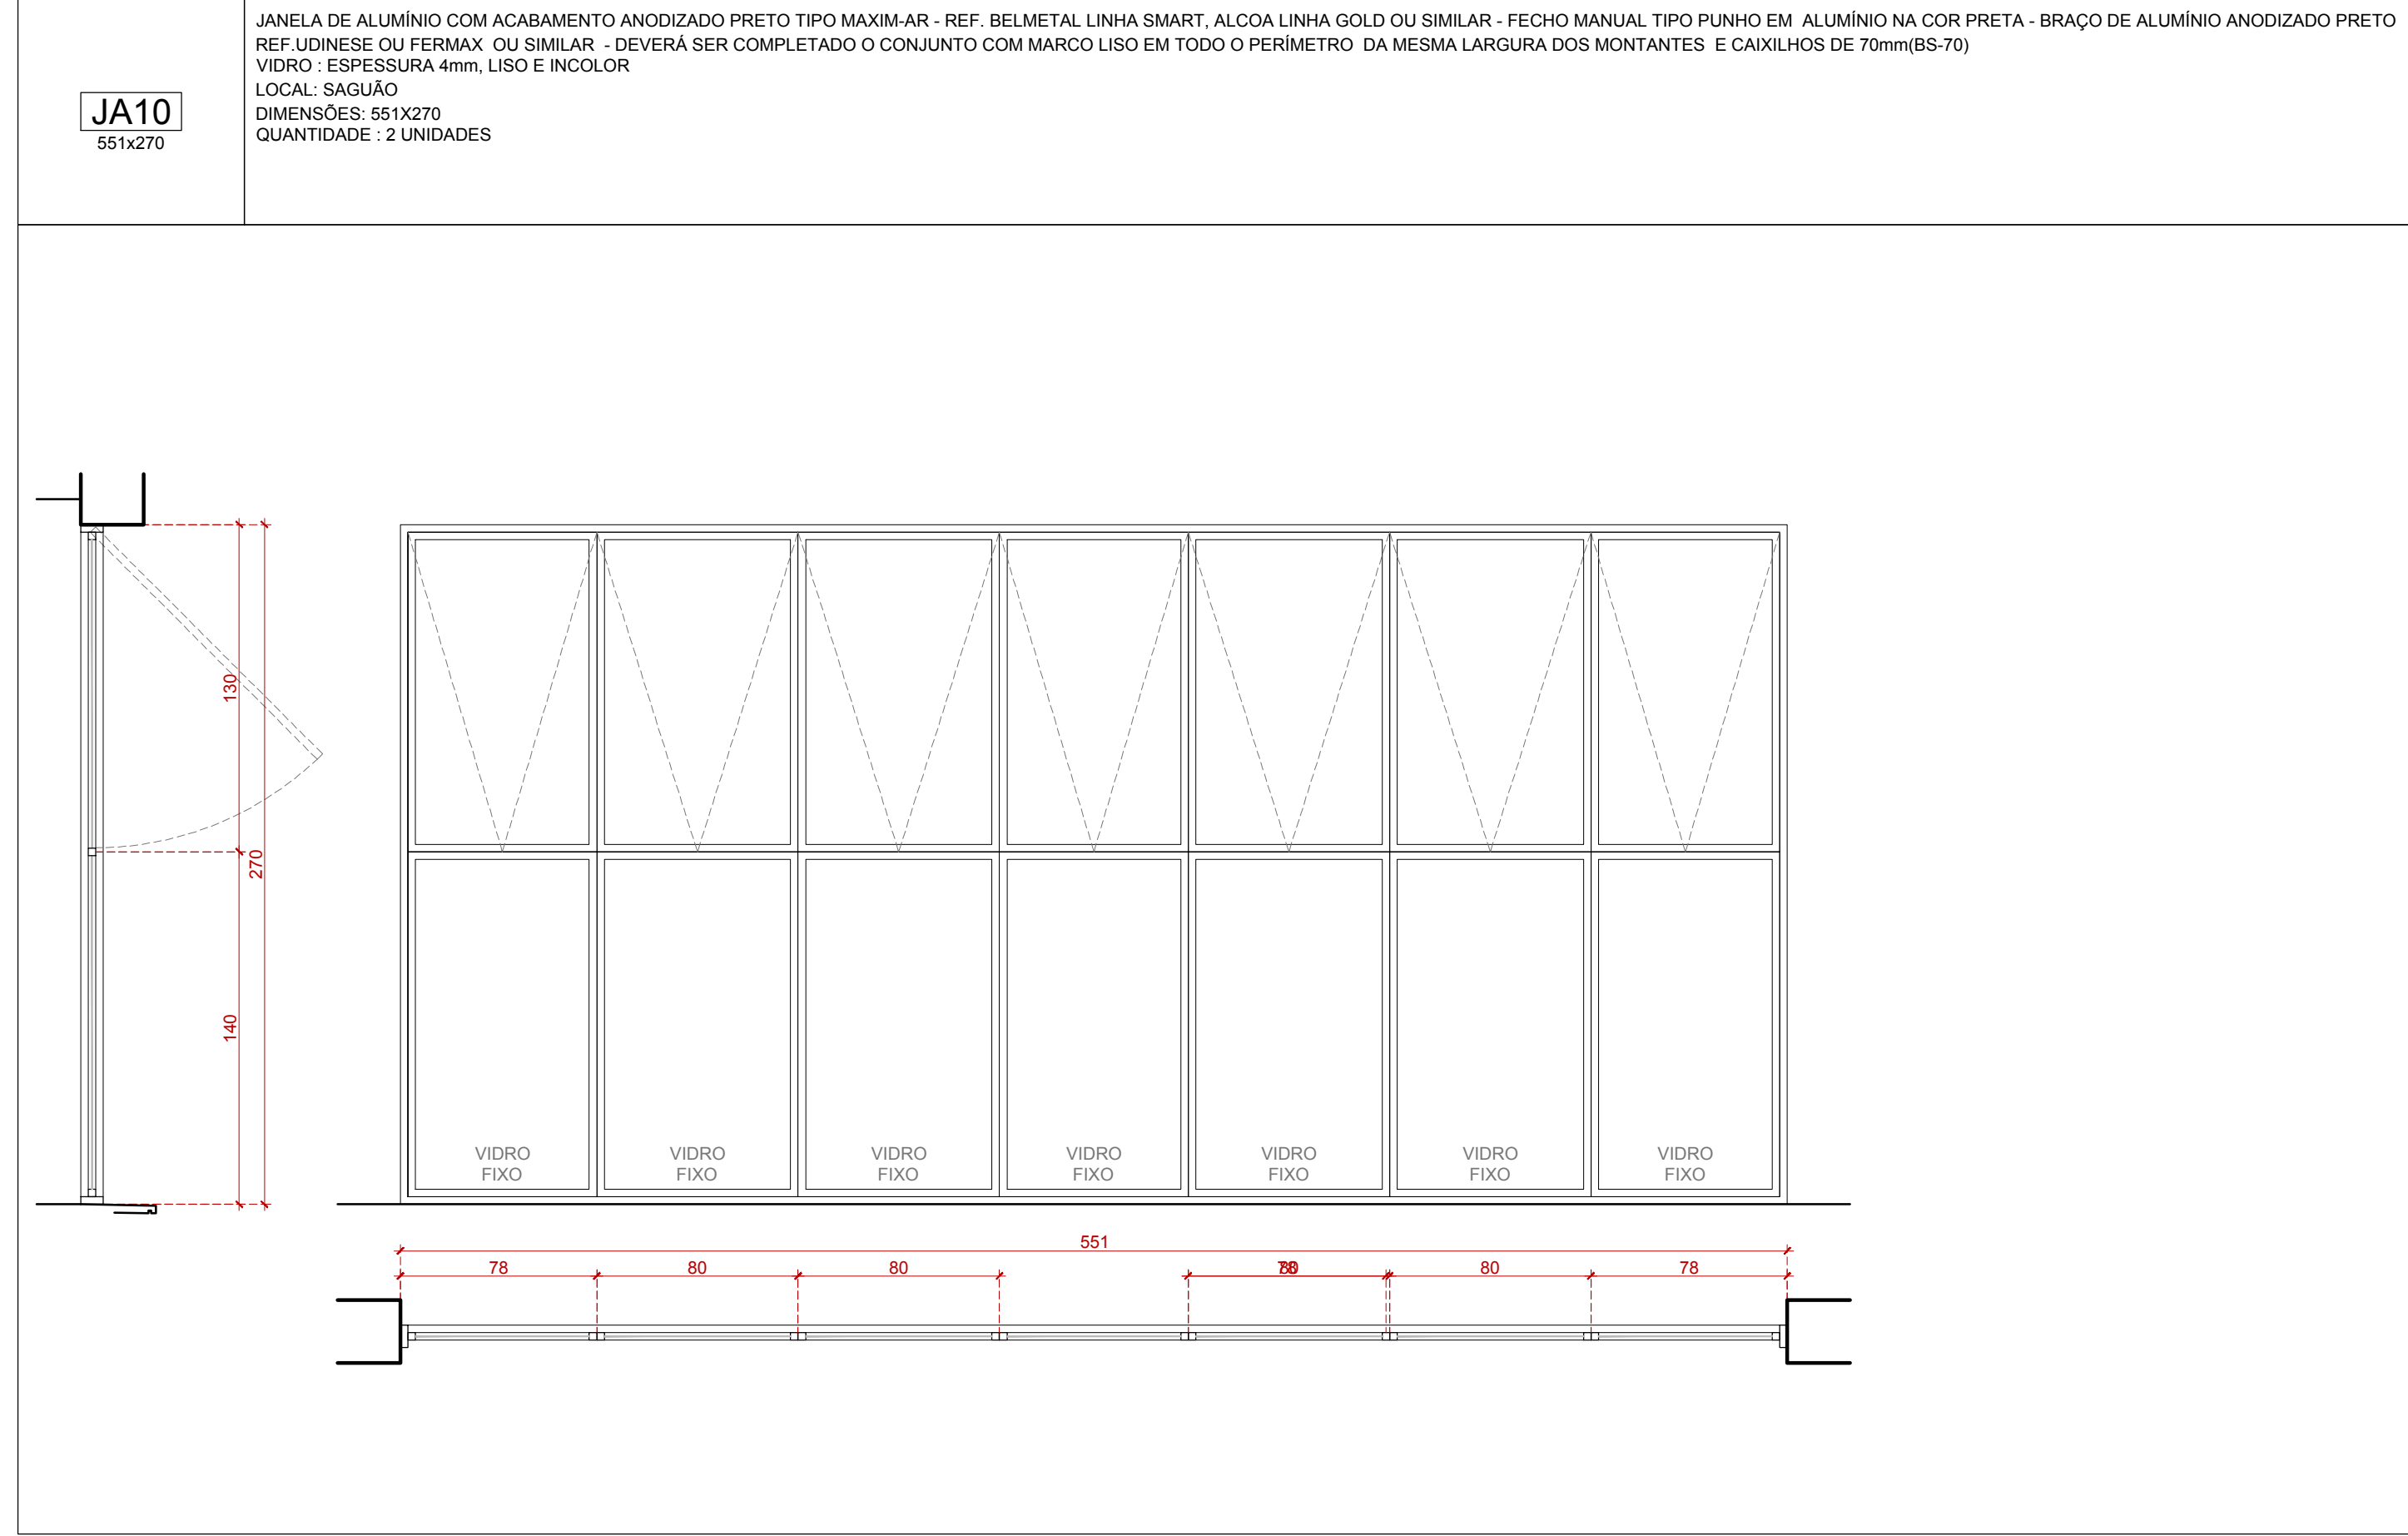 JANELA DE ALUMÍNIO COM ACABAMENTO ANODIZADO PRETO TIPO MAXIM-AR - REF. BELMETAL LINHA SMART, ALCOA LINHA GOLD OU SIMILAR - FECHO MANUAL TIPO PUNHO EM  ALUMÍNIO NA COR PRETA - BRAÇO DE ALUMÍNIO ANODIZADO PRETO
REF.UDINESE OU FERMAX  OU SIMILAR  - DEVERÁ SER COMPLETADO O CONJUNTO COM MARCO LISO EM TODO O PERÍMETRO  DA MESMA LARGURA DOS MONTANTES  E CAIXILHOS DE 70mm(BS-70)
VIDRO : ESPESSURA 4mm, LISO E INCOLOR
LOCAL: SAGUÃO
DIMENSÕES: 551X270
QUANTIDADE : 2 UNIDADES
JA10
551x270
130
270
140
VIDRO FIXO VIDRO FIXO VIDRO FIXO VIDRO FIXO VIDRO FIXO VIDRO FIXO VIDRO FIXO
551
78 80 80 78 80 80 78